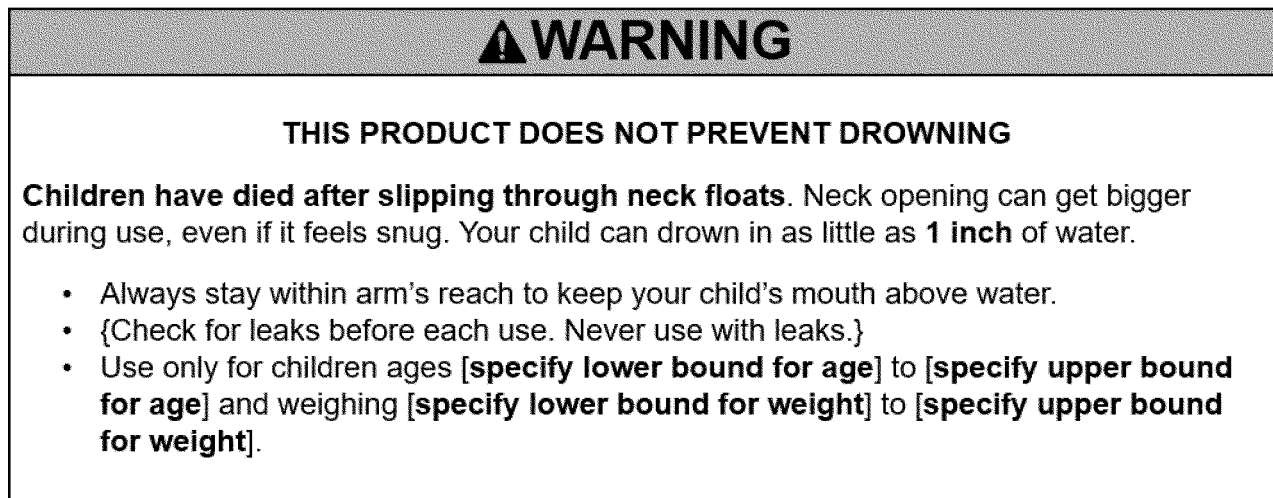 ⚠WARNING
THIS PRODUCT DOES NOT PREVENT DROWNING
Children have died after slipping through neck floats. Neck opening can get bigger
during use, even if it feels snug. Your child can drown in as little as 1 inch of water.
• Always stay within arm's reach to keep your child's mouth above water.
• {Check for leaks before each use. Never use with leaks.}
• Use only for children ages [specify lower bound for age] to [specify upper bound
for age] and weighing [specify lower bound for weight] to [specify upper bound
for weight].